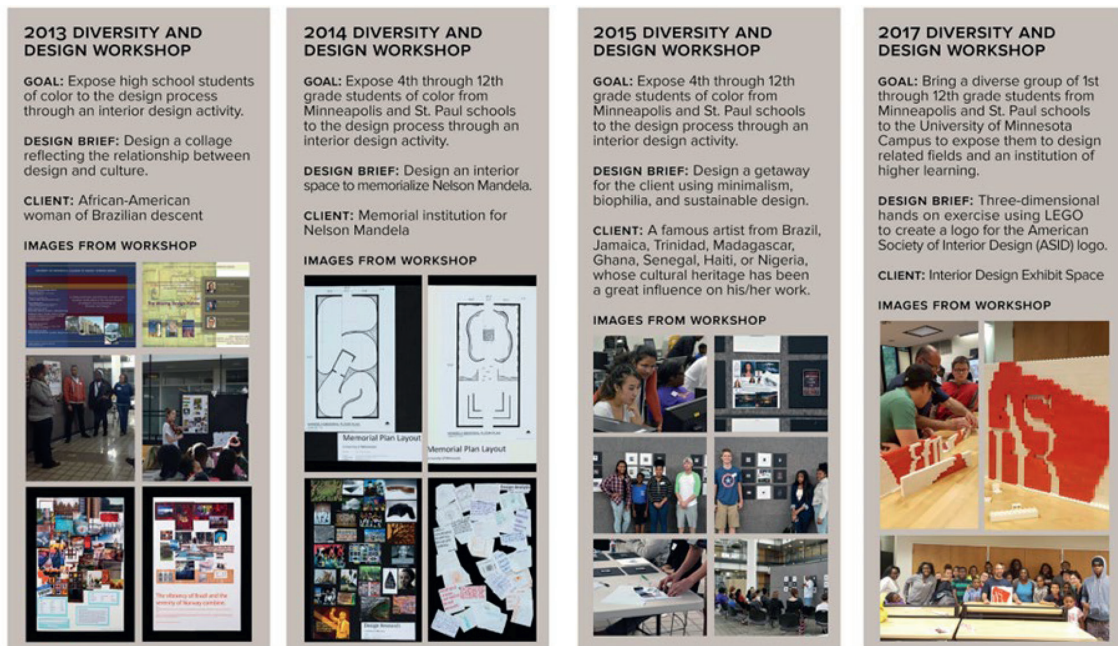 2013 DIVERSITY AND
DESIGN WORKSHOP
GOAL: Expose high school students
of color to the design process
through an interior design activity.
DESIGN BRIEF: Design a collage
reflecting the relationship between
design and culture.
CLIENT: African-American
woman of Brazilian descent
IMAGES FROM WORKSHOP
The obscurity of Brazil and the
serenity of Norway combine.
2014 DIVERSITY AND
DESIGN WORKSHOP
GOAL: Expose 4th through 12th
grade students of color from
Minneapolis and St. Paul schools
to the design process through an
interior design activity.
DESIGN BRIEF: Design an interior
space to memorialize Nelson Mandela.
CLIENT: Memorial institution for
Nelson Mandela
IMAGES FROM WORKSHOP
Memorial Plan Layout
Memorial Plan Layout
Design Research
2015 DIVERSITY AND
DESIGN WORKSHOP
GOAL: Expose 4th through 12th
grade students of color from
Minneapolis and St. Paul schools
to the design process through an
interior design activity.
DESIGN BRIEF: Design a getaway
for the client using minimalism,
biophilia, and sustainable design.
CLIENT: A famous artist from Brazil,
Jamaica, Trinidad, Madagascar,
Ghana, Senegal, Haiti, or Nigeria,
whose cultural heritage has been
a great influence on his/her work.
IMAGES FROM WORKSHOP
2017 DIVERSITY AND
DESIGN WORKSHOP
GOAL: Bring a diverse group of 1st
through 12th grade students from
Minneapolis and St. Paul schools
to the University of Minnesota
Campus to expose them to design
related fields and an institution of
higher learning.
DESIGN BRIEF: Three-dimensional
hands on exercise using LEGO
to create a logo for the American
Society of Interior Design (ASID) logo.
CLIENT: Interior Design Exhibit Space
IMAGES FROM WORKSHOP